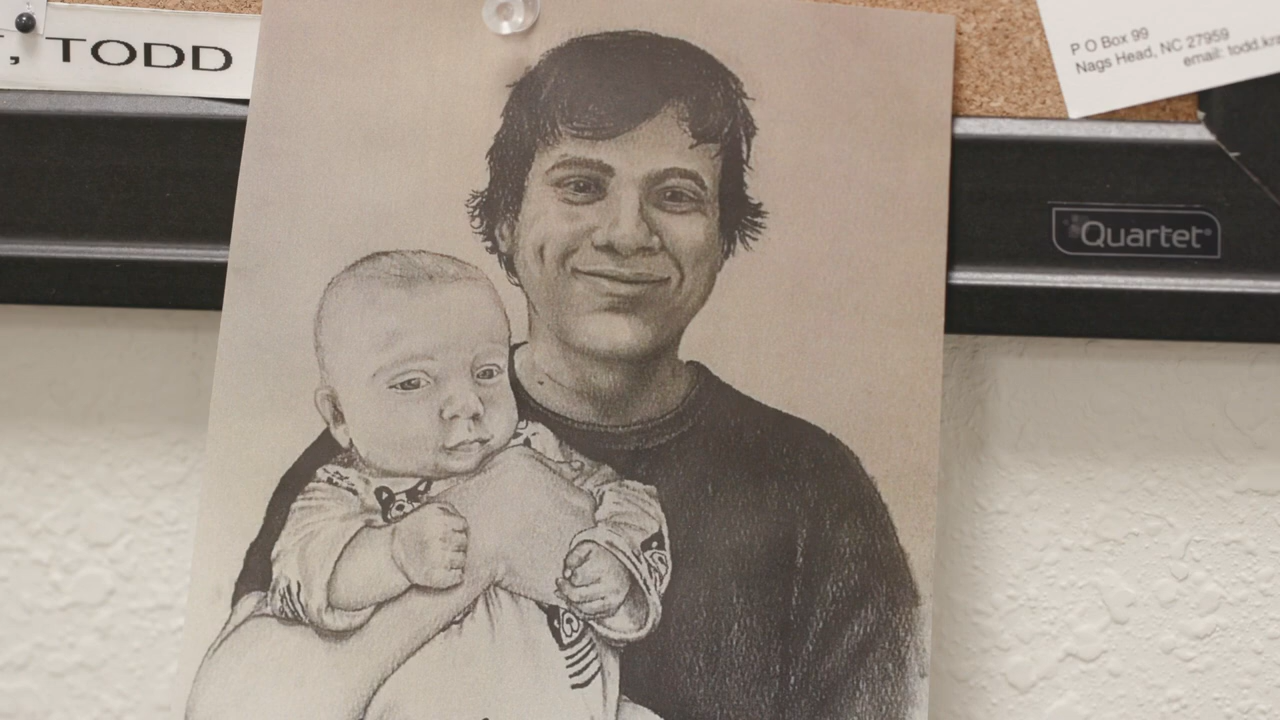 , TODD
P O Box 99
Nags Head, NC 27959
email:
Quartet